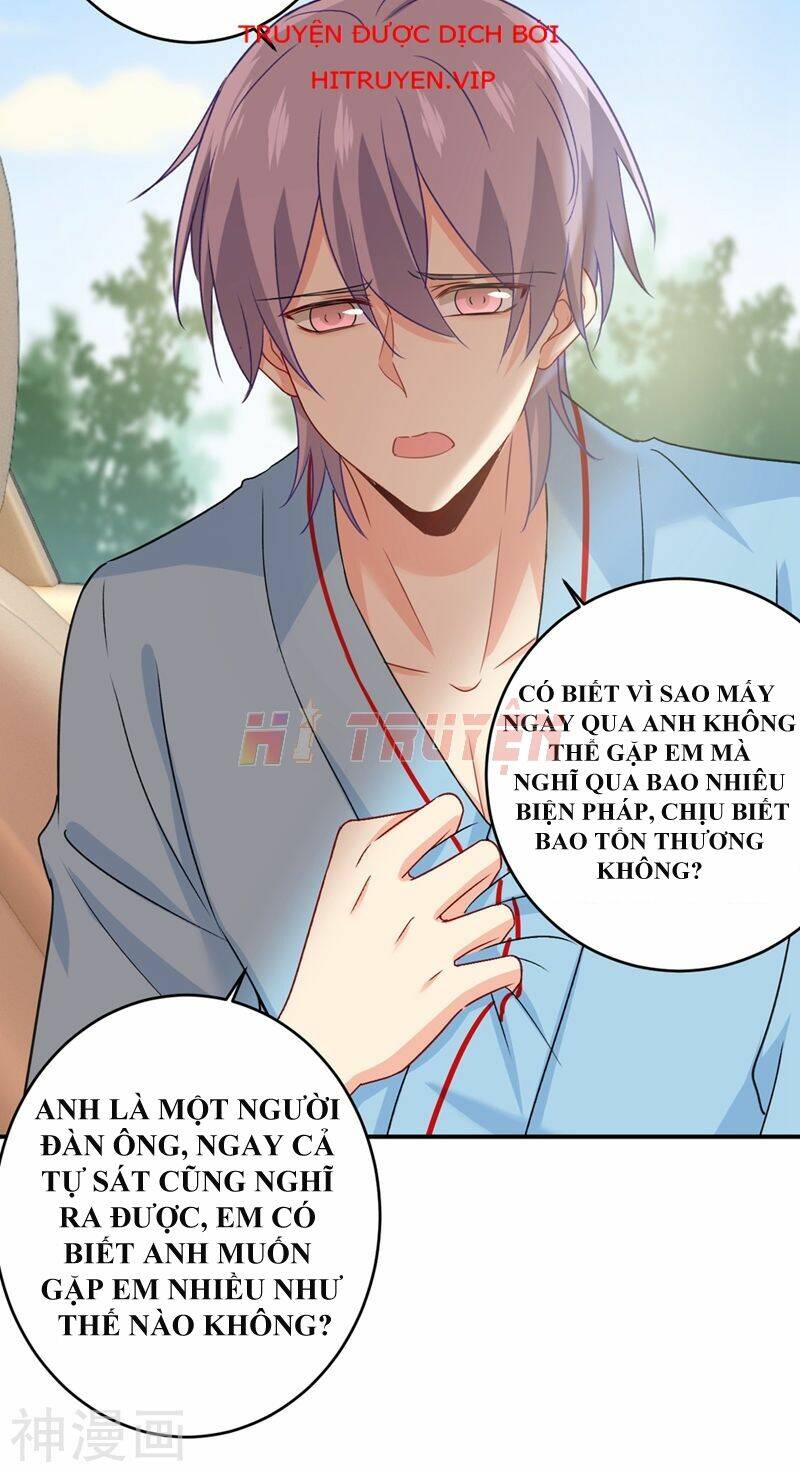 TRUYỆN ĐƯỢC DỊCH BỞI
HITRUYEN.VIP
CÓ BIẾT VÌ SAO MẤY
NGÀY QUA ANH KHÔNG
THỂ GẶP EM MÀ
NGHĨ QUA BAO NHIÊU
BIỆN PHÁP, CHỊU BIẾT
BAO TỔN THƯƠNG
KHÔNG?
HI TRUYỆN
ANH LÀ MỘT NGƯỜI
ĐÀN ÔNG, NGAY CẢ
TỰ SÁT CŨNG NGHĨ
RA ĐƯỢC, EM CÓ
BIẾT ANH MUỐN
GẶP EM NHIỀU NHƯ
THẾ NÀO KHÔNG?
神漫画